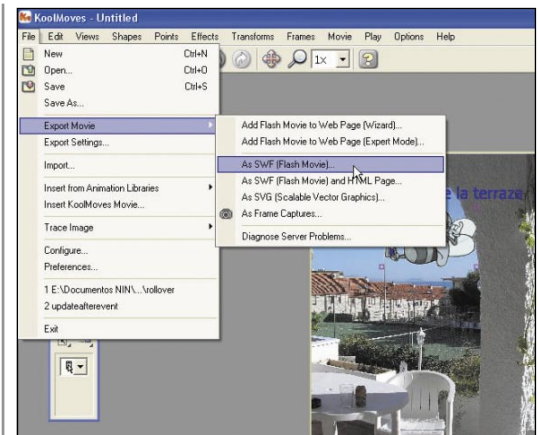 KoolMoves - Untitled
File Edit Views Shapes Points Effects Transforms Frames Movie Play Options Help
New Ctrl+N
Open... Ctrl+O
Save Ctrl+S
Save As...
Export Movie
Export Settings...
Import...
Insert from Animation Libraries
Insert KoolMoves Movie...
Trace Image
Configure...
Preferences...
1 E:\Documentos NIN\...\rollover
2 updateafterevent
Exit
1x
Add Flash Movie to Web Page (Wizard)...
Add Flash Movie to Web Page (Expert Mode)...
As SWF (Flash Movie)...
As SWF (Flash Movie) and HTML Page...
As SVG (Scalable Vector Graphics)...
As Frame Captures...
Diagnose Server Problems...
la terraza